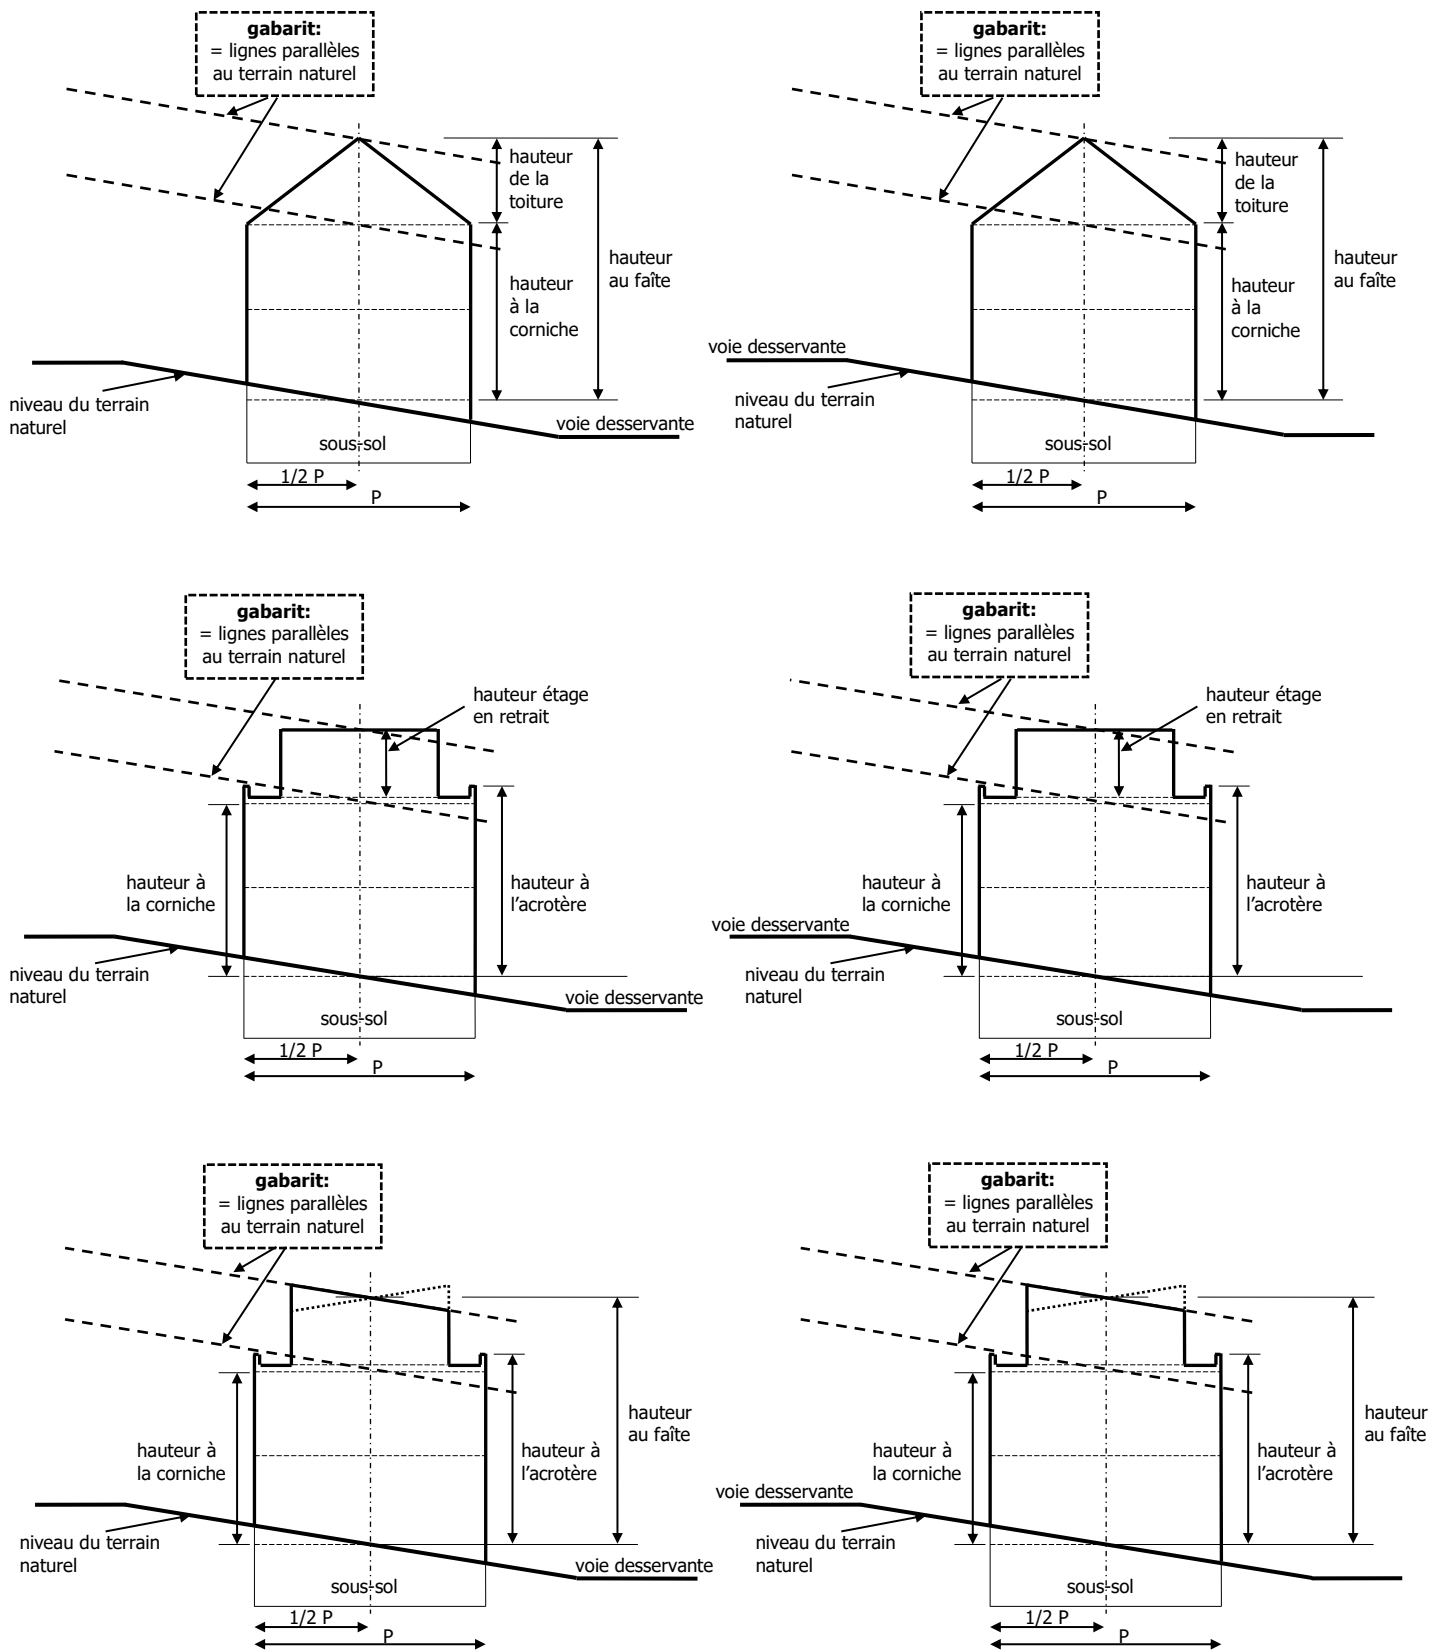 gabarit:
= lignes parallèles
au terrain naturel
hauteur
de la
toiture
hauteur
à la
corniche
hauteur
au faîte
niveau du terrain
naturel
voie desservante
sous-sol
1/2 P
P
gabarit:
= lignes parallèles
au terrain naturel
hauteur
de la
toiture
hauteur
à la
corniche
hauteur
au faîte
voie desservante
niveau du terrain
naturel
sous-sol
1/2 P
P
gabarit:
= lignes parallèles
au terrain naturel
hauteur étage
en retrait
hauteur à
la corniche
hauteur à
l'acrotère
niveau du terrain
naturel
voie desservante
sous-sol
1/2 P
P
gabarit:
= lignes parallèles
au terrain naturel
hauteur étage
en retrait
hauteur à
la corniche
hauteur à
l'acrotère
voie desservante
niveau du terrain
naturel
sous-sol
1/2 P
P
gabarit:
= lignes parallèles
au terrain naturel
hauteur
au faîte
hauteur à
la corniche
hauteur à
l'acrotère
niveau du terrain
naturel
voie desservante
sous-sol
1/2 P
P
gabarit:
= lignes parallèles
au terrain naturel
hauteur
au faîte
hauteur à
la corniche
hauteur à
l'acrotère
voie desservante
niveau du terrain
naturel
sous-sol
1/2 P
P